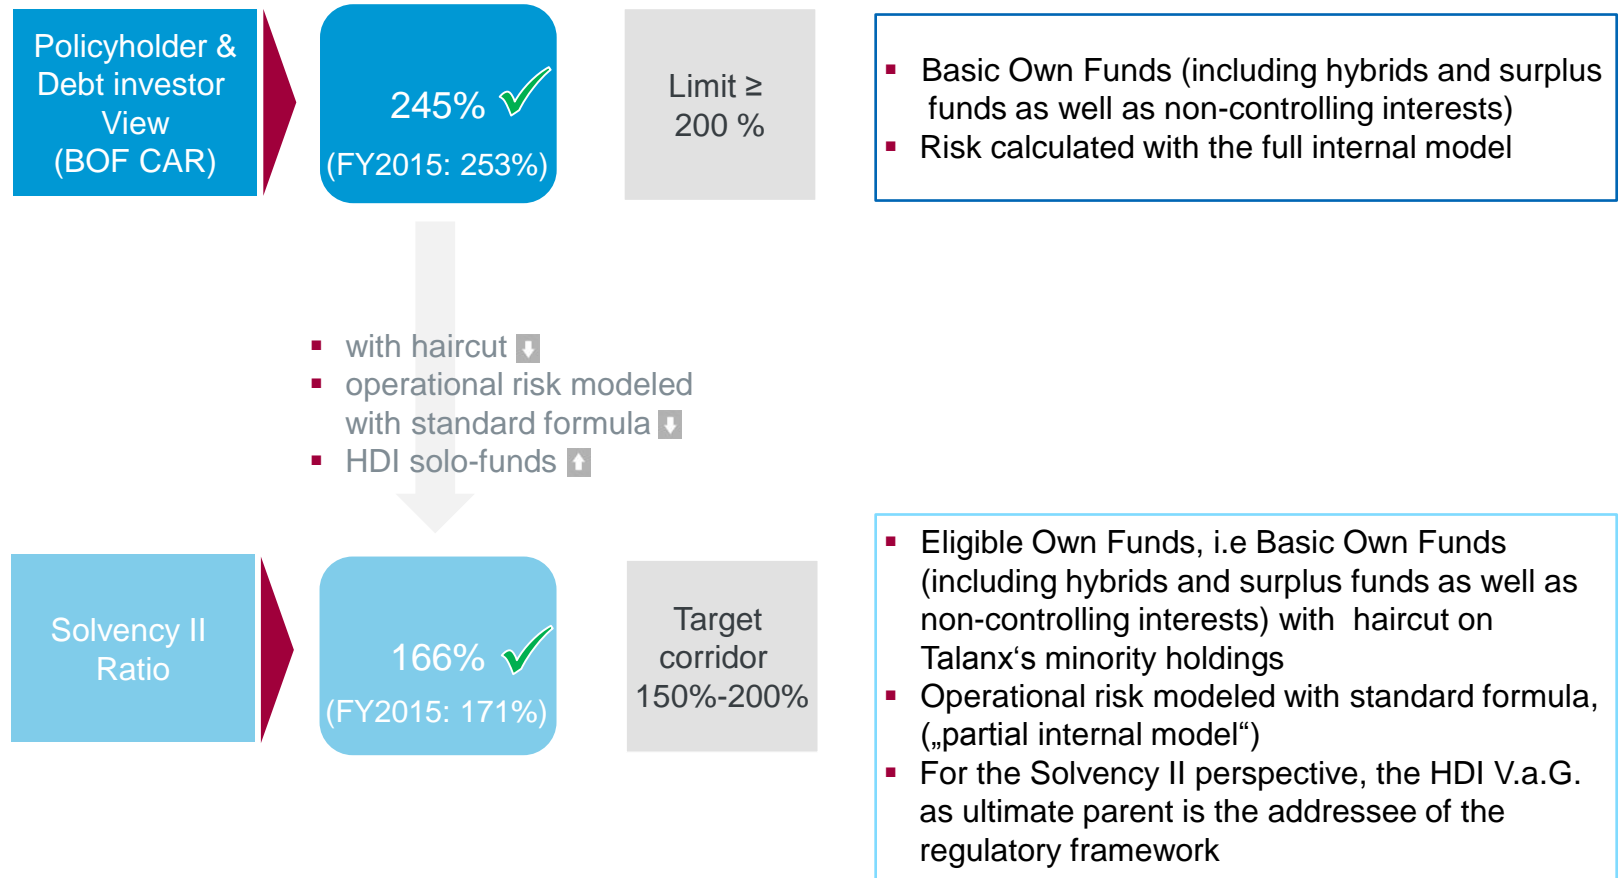 Policyholder &
Debt investor
View
(BOF CAR)
245%
(FY2015: 253%)
Limit ≥
200 %
▪ Basic Own Funds (including hybrids and surplus
funds as well as non-controlling interests)
▪ Risk calculated with the full internal model
▪ with haircut
▪ operational risk modeled
with standard formula
▪ HDI solo-funds
Solvency II
Ratio
166%
(FY2015: 171%)
Target
corridor
150%-200%
▪ Eligible Own Funds, i.e Basic Own Funds
(including hybrids and surplus funds as well as
non-controlling interests) with haircut on
Talanx‘s minority holdings
▪ Operational risk modeled with standard formula,
(„partial internal model“)
▪ For the Solvency II perspective, the HDI V.a.G.
as ultimate parent is the addressee of the
regulatory framework